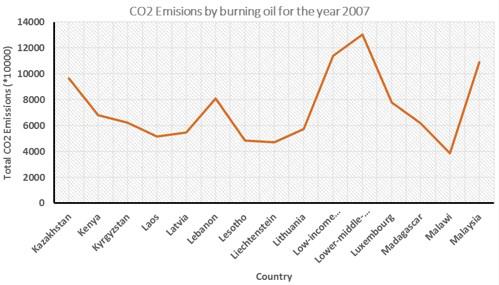 CO2 Emisions by burning oil for the year 2007
Total CO2 Emissions (*10000)
14000
12000
10000
8000
6000
4000
2000
0
Kazakhstan
Kenya
Kyrgyzstan
Laos
Latvia
Lebanon
Lesotho
Liechtenstein
Lithuania
Low-income...
Lower-middle-...
Luxembourg
Madagascar
Malawi
Malaysia
Country